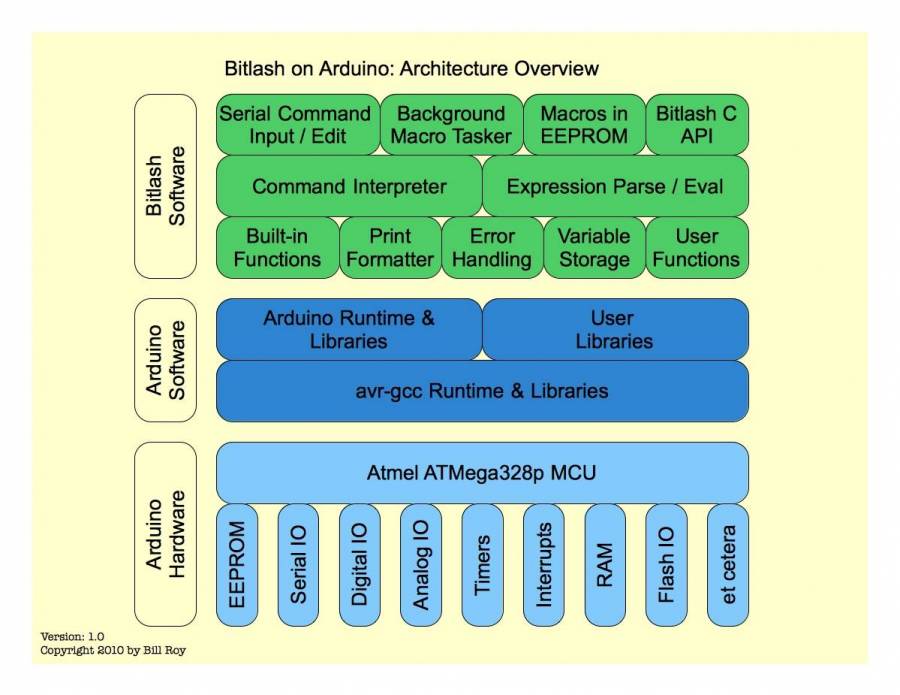 Bitlash on Arduino: Architecture Overview
Bitlash
Software
Serial Command
Input / Edit
Background
Macro Tasker
Macros in
EEPROM
Bitlash C
API
Command Interpreter
Expression Parse / Eval
Built-in
Functions
Print
Formatter
Error
Handling
Variable
Storage
User
Functions
Arduino
Software
Arduino Runtime &
Libraries
User
Libraries
avr-gcc Runtime & Libraries
Arduino
Hardware
Atmel ATMega328p MCU
EEPROM
Serial IO
Digital IO
Analog IO
Timers
Interrupts
RAM
Flash IO
et cetera
Version: 1.0
Copyright 2010 by Bill Roy